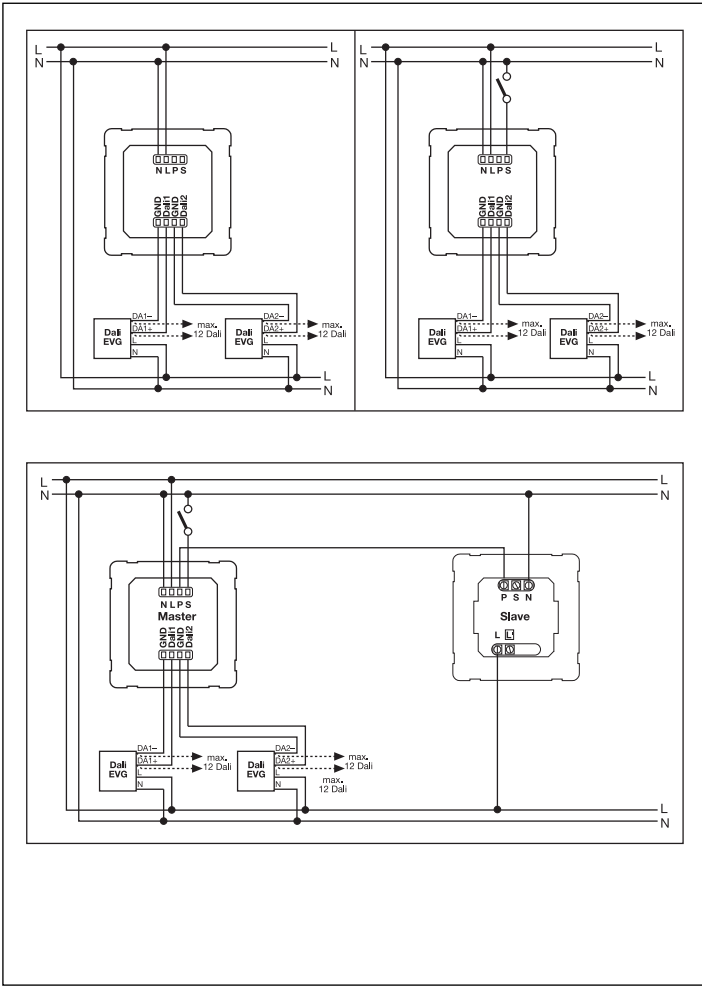 L L
N N
N L P S
GND Dali1 GND Dali2
Dali EVG
DA1–
DA1+
L
N
max.
12 Dali
Dali EVG
DA2–
DA2+
L
N
max.
12 Dali
L
N
L L
N N
N L P S
GND Dali1 GND Dali2
Dali EVG
DA1–
DA1+
L
N
max.
12 Dali
Dali EVG
DA2–
DA2+
L
N
max.
12 Dali
L
N
L L
N N
N L P S
Master
GND Dali1 GND Dali2
P S N
Slave
L L'
Dali EVG
DA1–
DA1+
L
N
max.
12 Dali
Dali EVG
DA2–
DA2+
L
N
max.
12 Dali
max.
12 Dali
L
N